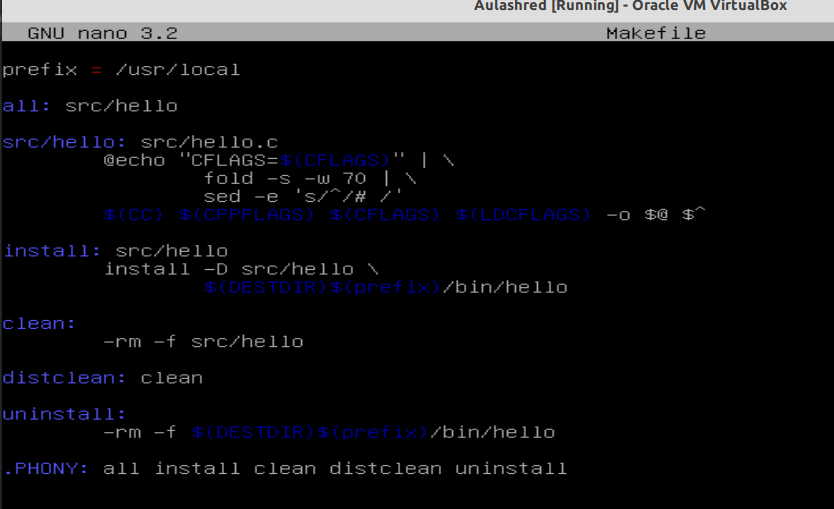 Aulashred [Running] - Oracle VM VirtualBox
GNU nano 3.2 Makefile
prefix = /usr/local
all: src/hello
src/hello: src/hello.c
@echo "CFLAGS=$(CFLAGS)" | \
fold -s -w 70 | \
sed -e 's/^/# /'
$(CC) $(CPPFLAGS) $(CFLAGS) $(LDCFLAGS) -o $@ $^
install: src/hello
install -D src/hello \
$(DESTDIR)$(prefix)/bin/hello
clean:
-rm -f src/hello
distclean: clean
uninstall:
-rm -f $(DESTDIR)$(prefix)/bin/hello
.PHONY: all install clean distclean uninstall